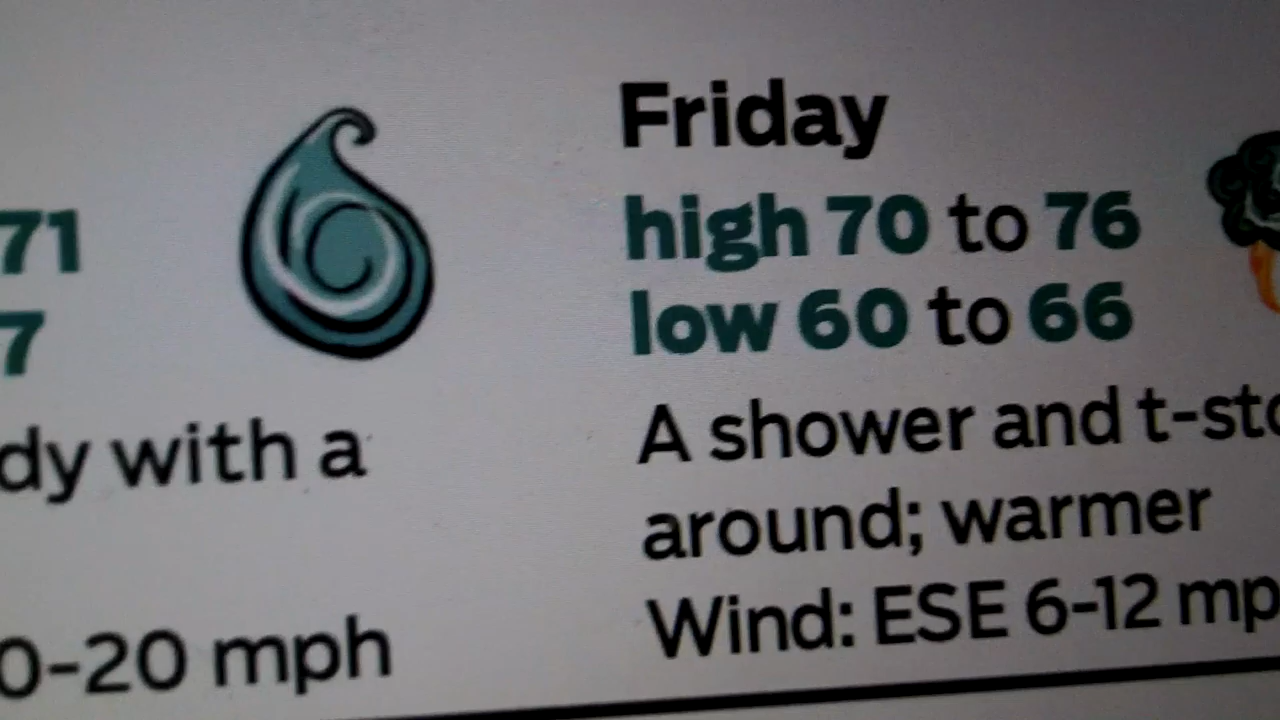 71
7
dy with a
0-20 mph
Friday
high 70 to 76
low 60 to 66
A shower and t-sto
around; warmer
Wind: ESE 6-12 mp